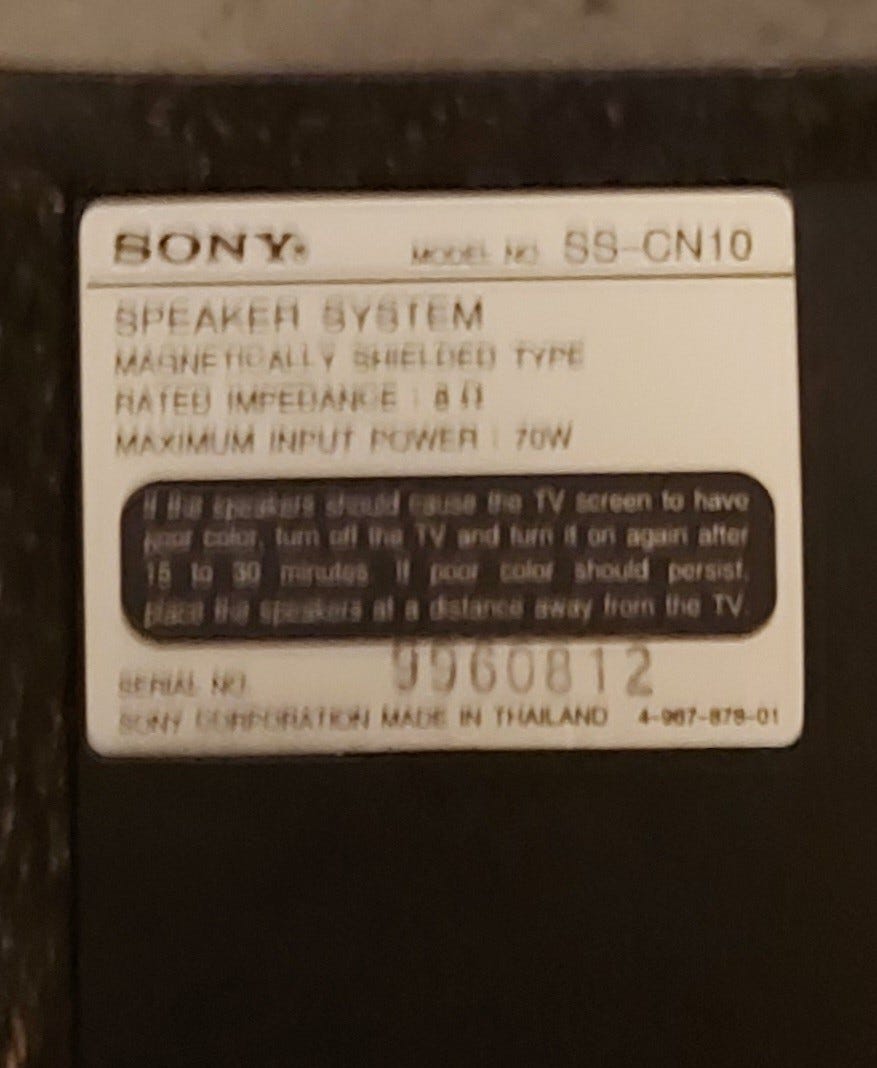 SONY®
MODEL NO. SS-CN10
SPEAKER SYSTEM
MAGNETICALLY SHIELDED TYPE
RATED IMPEDANCE : 8 Ω
MAXIMUM INPUT POWER : 70W
If the speakers should cause the TV screen to have
poor color, turn off the TV and turn it on again after
15 to 30 minutes. If poor color should persist,
place the speakers at a distance away from the TV.
SERIAL NO. 9960812
SONY CORPORATION MADE IN THAILAND 4-987-878-01